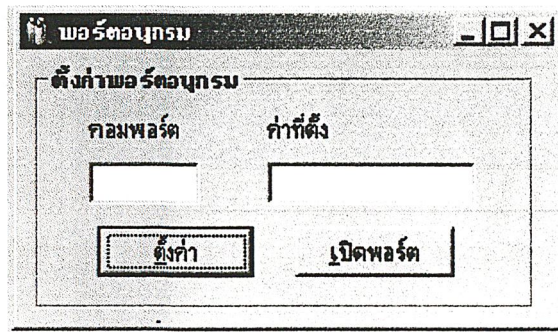 พอร์ตอนุกรม
ตั้งค่าพอร์ตอนุกรม
คอมพอร์ต ค่าที่ตั้ง
ตั้งค่า เปิดพอร์ต